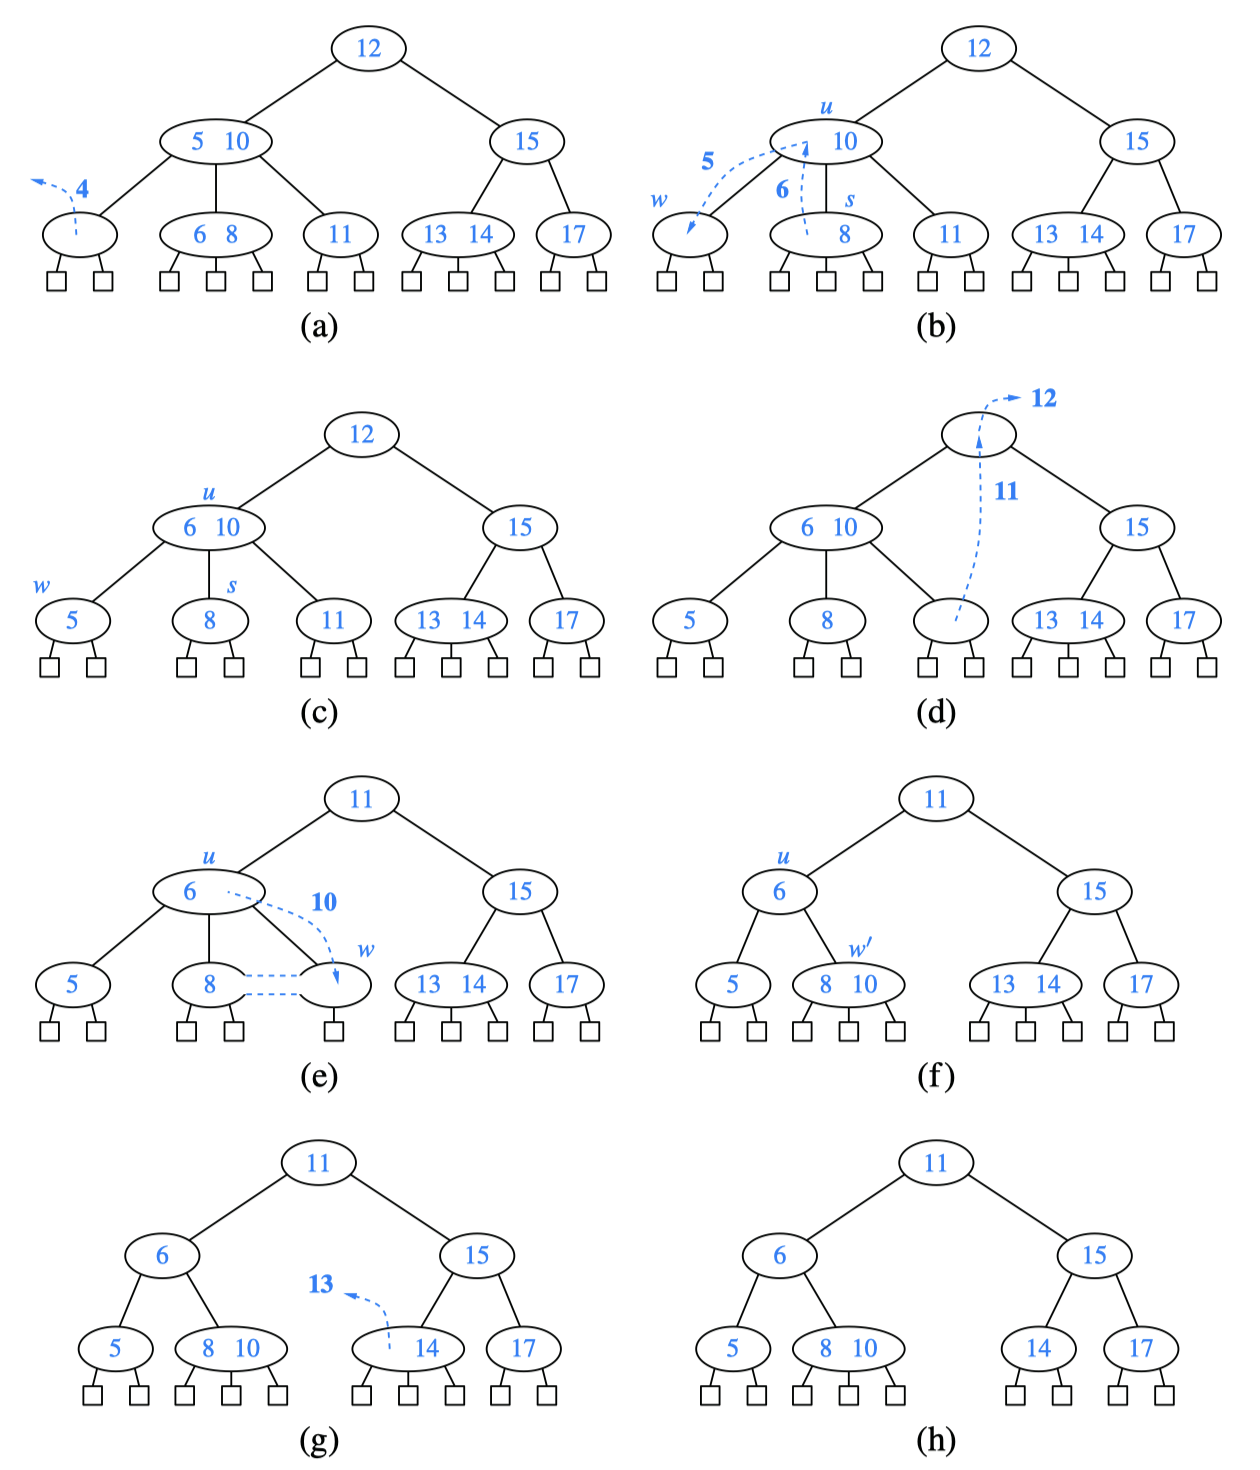 12 12
u
5 10 15 10 15
4 5 6
w s
6 8 11 13 14 17 8 11 13 14 17
(a) (b)
12
12
u
11
6 10 15 6 10 15
w s
5 8 11 13 14 17 5 8 13 14 17
(c) (d)
11 11
u u
6 15 6 15
10
w w′
5 8 13 14 17 5 8 10 13 14 17
(e) (f)
11 11
6 15 6 15
13
5 8 10 14 17 5 8 10 14 17
(g) (h)